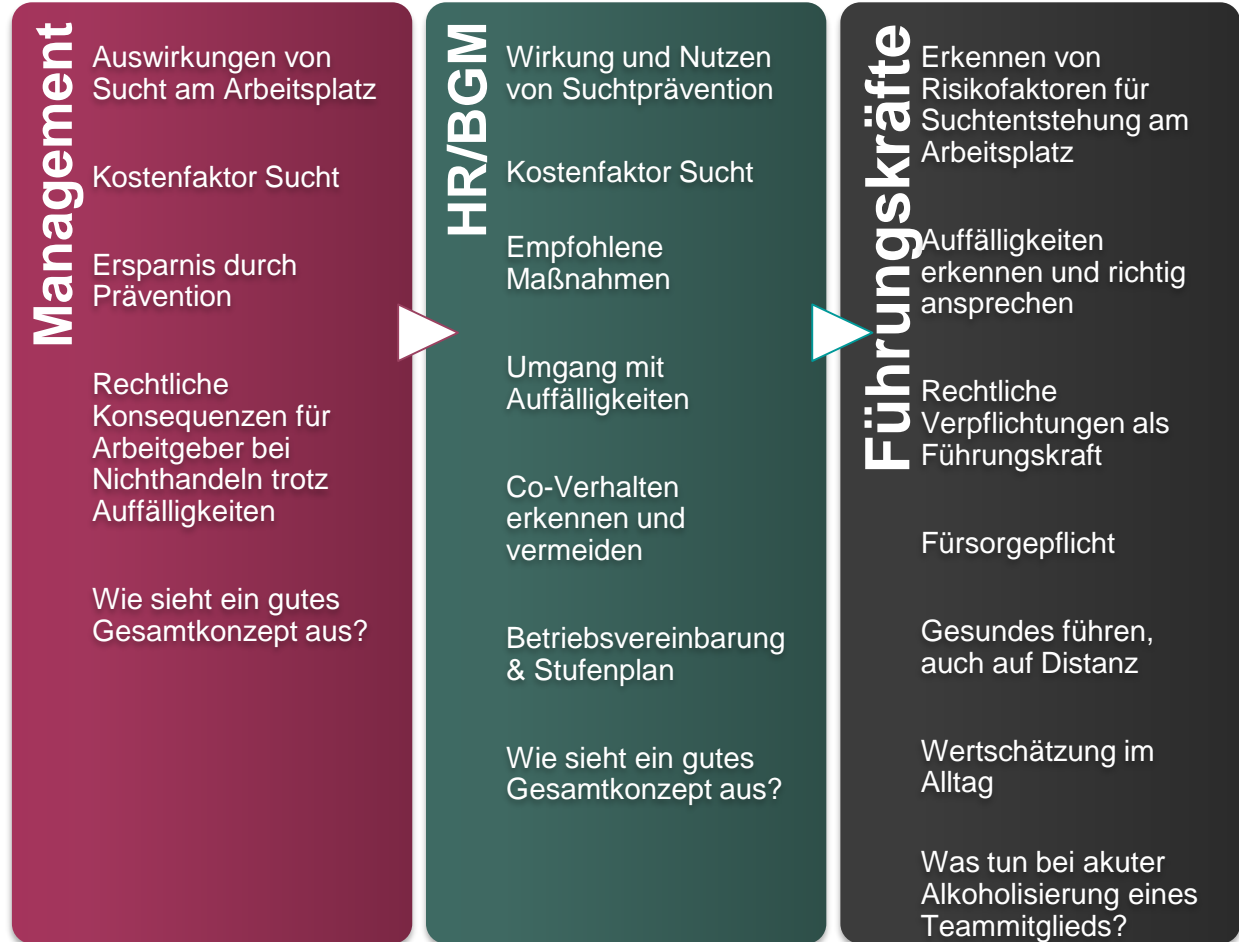 Management
Auswirkungen von
Sucht am Arbeitsplatz
Kostenfaktor Sucht
Ersparnis durch
Prävention
Rechtliche
Konsequenzen für
Arbeitgeber bei
Nichthandeln trotz
Auffälligkeiten
Wie sieht ein gutes
Gesamtkonzept aus?
HR/BGM
Wirkung und Nutzen
von Suchtprävention
Kostenfaktor Sucht
Empfohlene
Maßnahmen
Umgang mit
Auffälligkeiten
Co-Verhalten
erkennen und
vermeiden
Betriebsvereinbarung
& Stufenplan
Wie sieht ein gutes
Gesamtkonzept aus?
Führungskräfte
Erkennen von
Risikofaktoren für
Suchtentstehung am
Arbeitsplatz
Auffälligkeiten
erkennen und richtig
ansprechen
Rechtliche
Verpflichtungen als
Führungskraft
Fürsorgepflicht
Gesundes führen,
auch auf Distanz
Wertschätzung im
Alltag
Was tun bei akuter
Alkoholisierung eines
Teammitglieds?